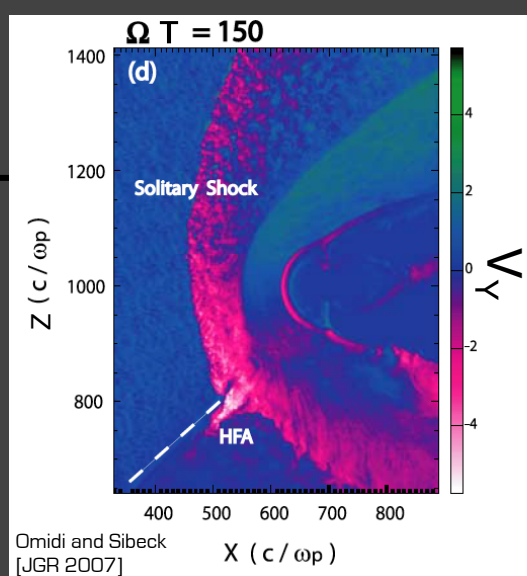 Ω T = 150
(d)
1400
1200
1000
800
Z ( c / ωp )
Solitary Shock
HFA
400
500
600
700
800
X ( c / ωp )
4
2
0
-2
-4
VY
Omidi and Sibeck
[JGR 2007]